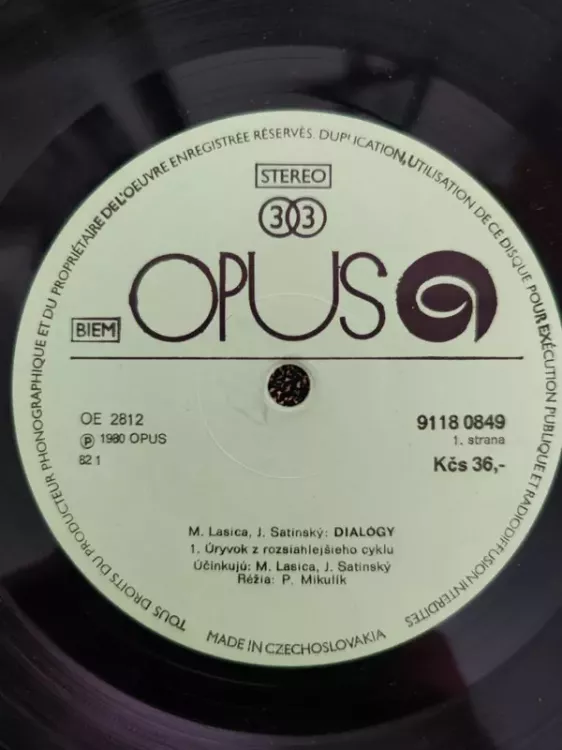 TOUS DROITS DU PRODUCTEUR PHONOGRAPHIQUE ET DU PROPRIÉTAIRE DE L'OEUVRE ENREGISTRÉE RÉSERVÉS. DUPLICATION, UTILISATION DE CE DISQUE POUR EXÉCUTION PUBLIQUE ET RADIODIFFUSION INTERDITES
STEREO
33
OPUS
BIEM
OE 2812
℗ 1980 OPUS
82 1
9118 0849
1. strana
Kčs 36,-
M. Lasica, J. Satinský: DIALÓGY
1. Úryvok z rozsiahlejšieho cyklu
Účinkujú: M. Lasica, J. Satinský
Réžia: P. Mikulík
MADE IN CZECHOSLOVAKIA